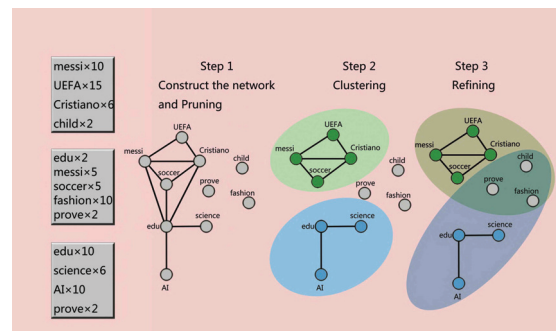 messi×10
UEFA×15
Cristiano×6
child×2
edu×2
messi×5
soccer×5
fashion×10
prove×2
edu×10
science×6
AI×10
prove×2
Step 1
Construct the network
and Pruning
UEFA
messi
Cristiano
soccer
child
prove
fashion
edu
science
AI
Step 2
Clustering
UEFA
messi
Cristiano
soccer
child
prove
fashion
edu
science
AI
Step 3
Refining
UEFA
messi
Cristiano
soccer
child
prove
fashion
edu
science
AI